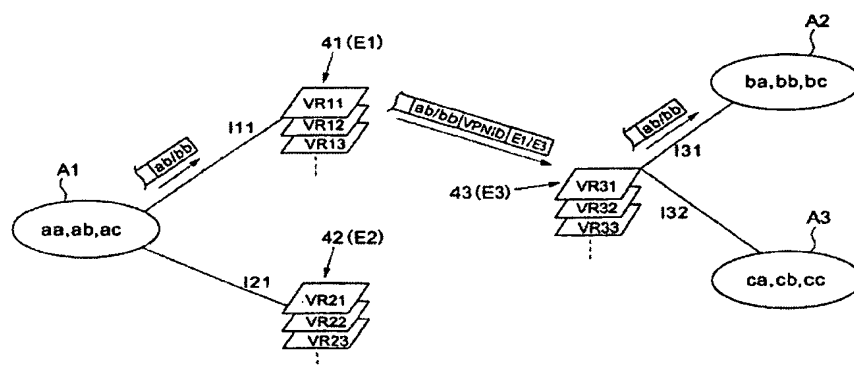 A2
41(E1)
ba,bb,bc
VR11
VR12
VR13
ab/bb VPNID E1/E3
ab/bb
I31
ab/bb
I11
A1
43(E3)
VR31
VR32
VR33
I32
A3
aa,ab,ac
42(E2)
ca,cb,cc
I21
VR21
VR22
VR23